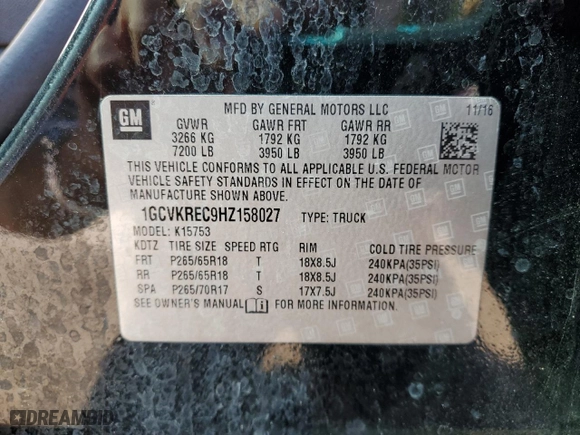 GM
MFD BY GENERAL MOTORS LLC 11/16
GVWR GAWR FRT GAWR RR
3266 KG 1792 KG 1792 KG
7200 LB 3950 LB 3950 LB
THIS VEHICLE CONFORMS TO ALL APPLICABLE U.S. FEDERAL MOTOR
VEHICLE SAFETY STANDARDS IN EFFECT ON THE DATE OF
MANUFACTURE SHOWN ABOVE.
1GCVKREC9HZ158027 TYPE: TRUCK
MODEL: K15753
KDTZ TIRE SIZE SPEED RTG RIM COLD TIRE PRESSURE
FRT P265/65R18 T 18X8.5J 240KPA(35PSI)
RR P265/65R18 T 18X8.5J 240KPA(35PSI)
SPA P265/70R17 S 17X7.5J 240KPA(35PSI)
SEE OWNER'S MANUAL FOR MORE INFORMATION.
DREAMBID